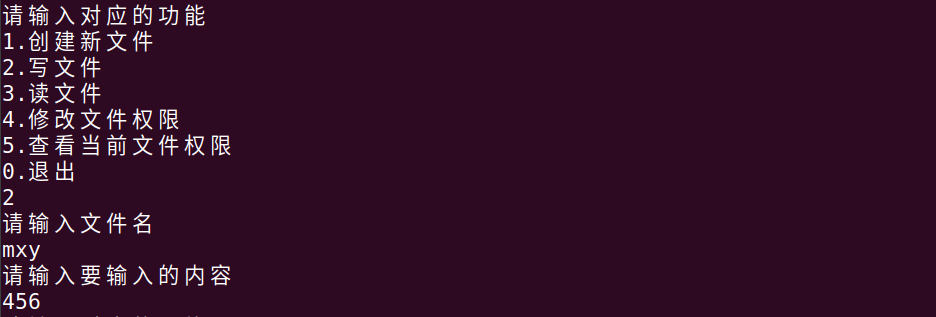 请输入对应的功能
1.创建新文件
2.写文件
3.读文件
4.修改文件权限
5.查看当前文件权限
0.退出
2
请输入文件名
mxy
请输入要输入的内容
456